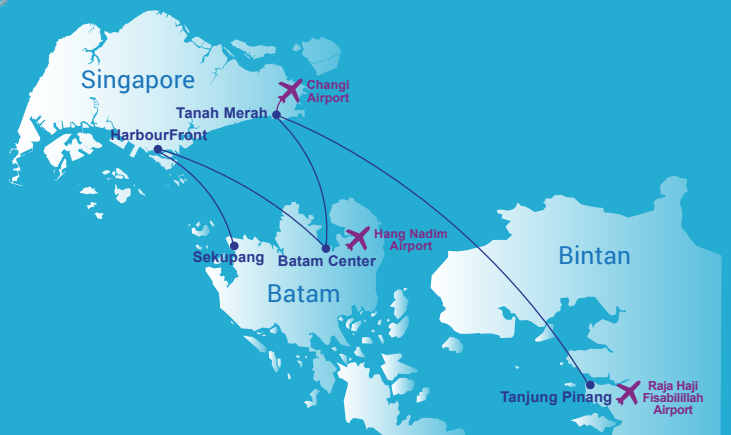 Singapore
Changi
Airport
Tanah Merah
HarbourFront
Hang Nadim
Airport
Sekupang
Batam Center
Bintan
Batam
Tanjung Pinang
Raja Haji
Fisabilillah
Airport